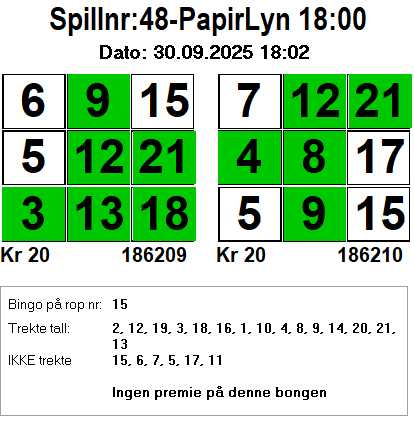 Spillnr:48-PapirLyn 18:00
Dato: 30.09.2025 18:02
6 9 15 7 12 21
5 12 21 4 8 17
3 13 18 5 9 15
Kr 20 186209 Kr 20 186210
Bingo på rop nr: 15
Trekte tall: 2, 12, 19, 3, 18, 16, 1, 10, 4, 8, 9, 14, 20, 21,
13
IKKE trekte 15, 6, 7, 5, 17, 11
Ingen premie på denne bongen